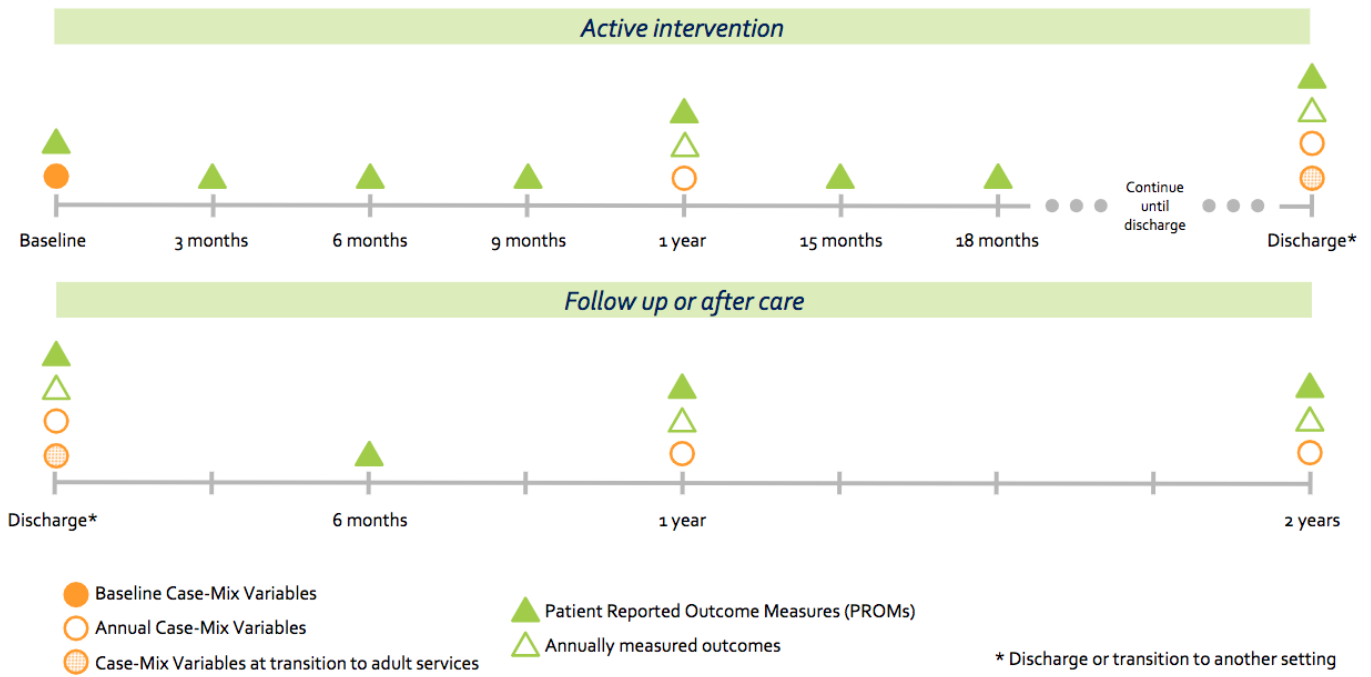 Active intervention
Continue
until
discharge
Baseline
3 months
6 months
9 months
1 year
15 months
18 months
Discharge*
Follow up or after care
Discharge*
6 months
1 year
2 years
Baseline Case-Mix Variables
Annual Case-Mix Variables
Case-Mix Variables at transition to adult services
Patient Reported Outcome Measures (PROMs)
Annually measured outcomes
* Discharge or transition to another setting